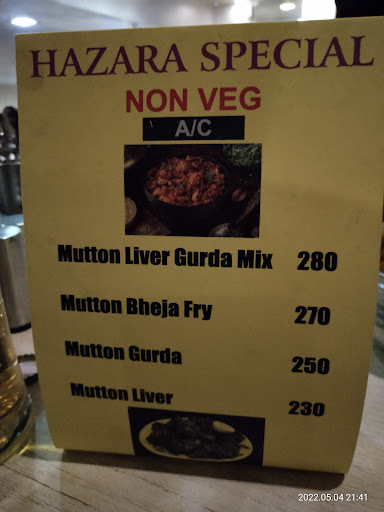 HAZARA SPECIAL
NON VEG
A/C
Mutton Liver Gurda Mix 280
Mutton Bheja Fry 270
Mutton Gurda 250
Mutton Liver 230
2022.05.04 21:41